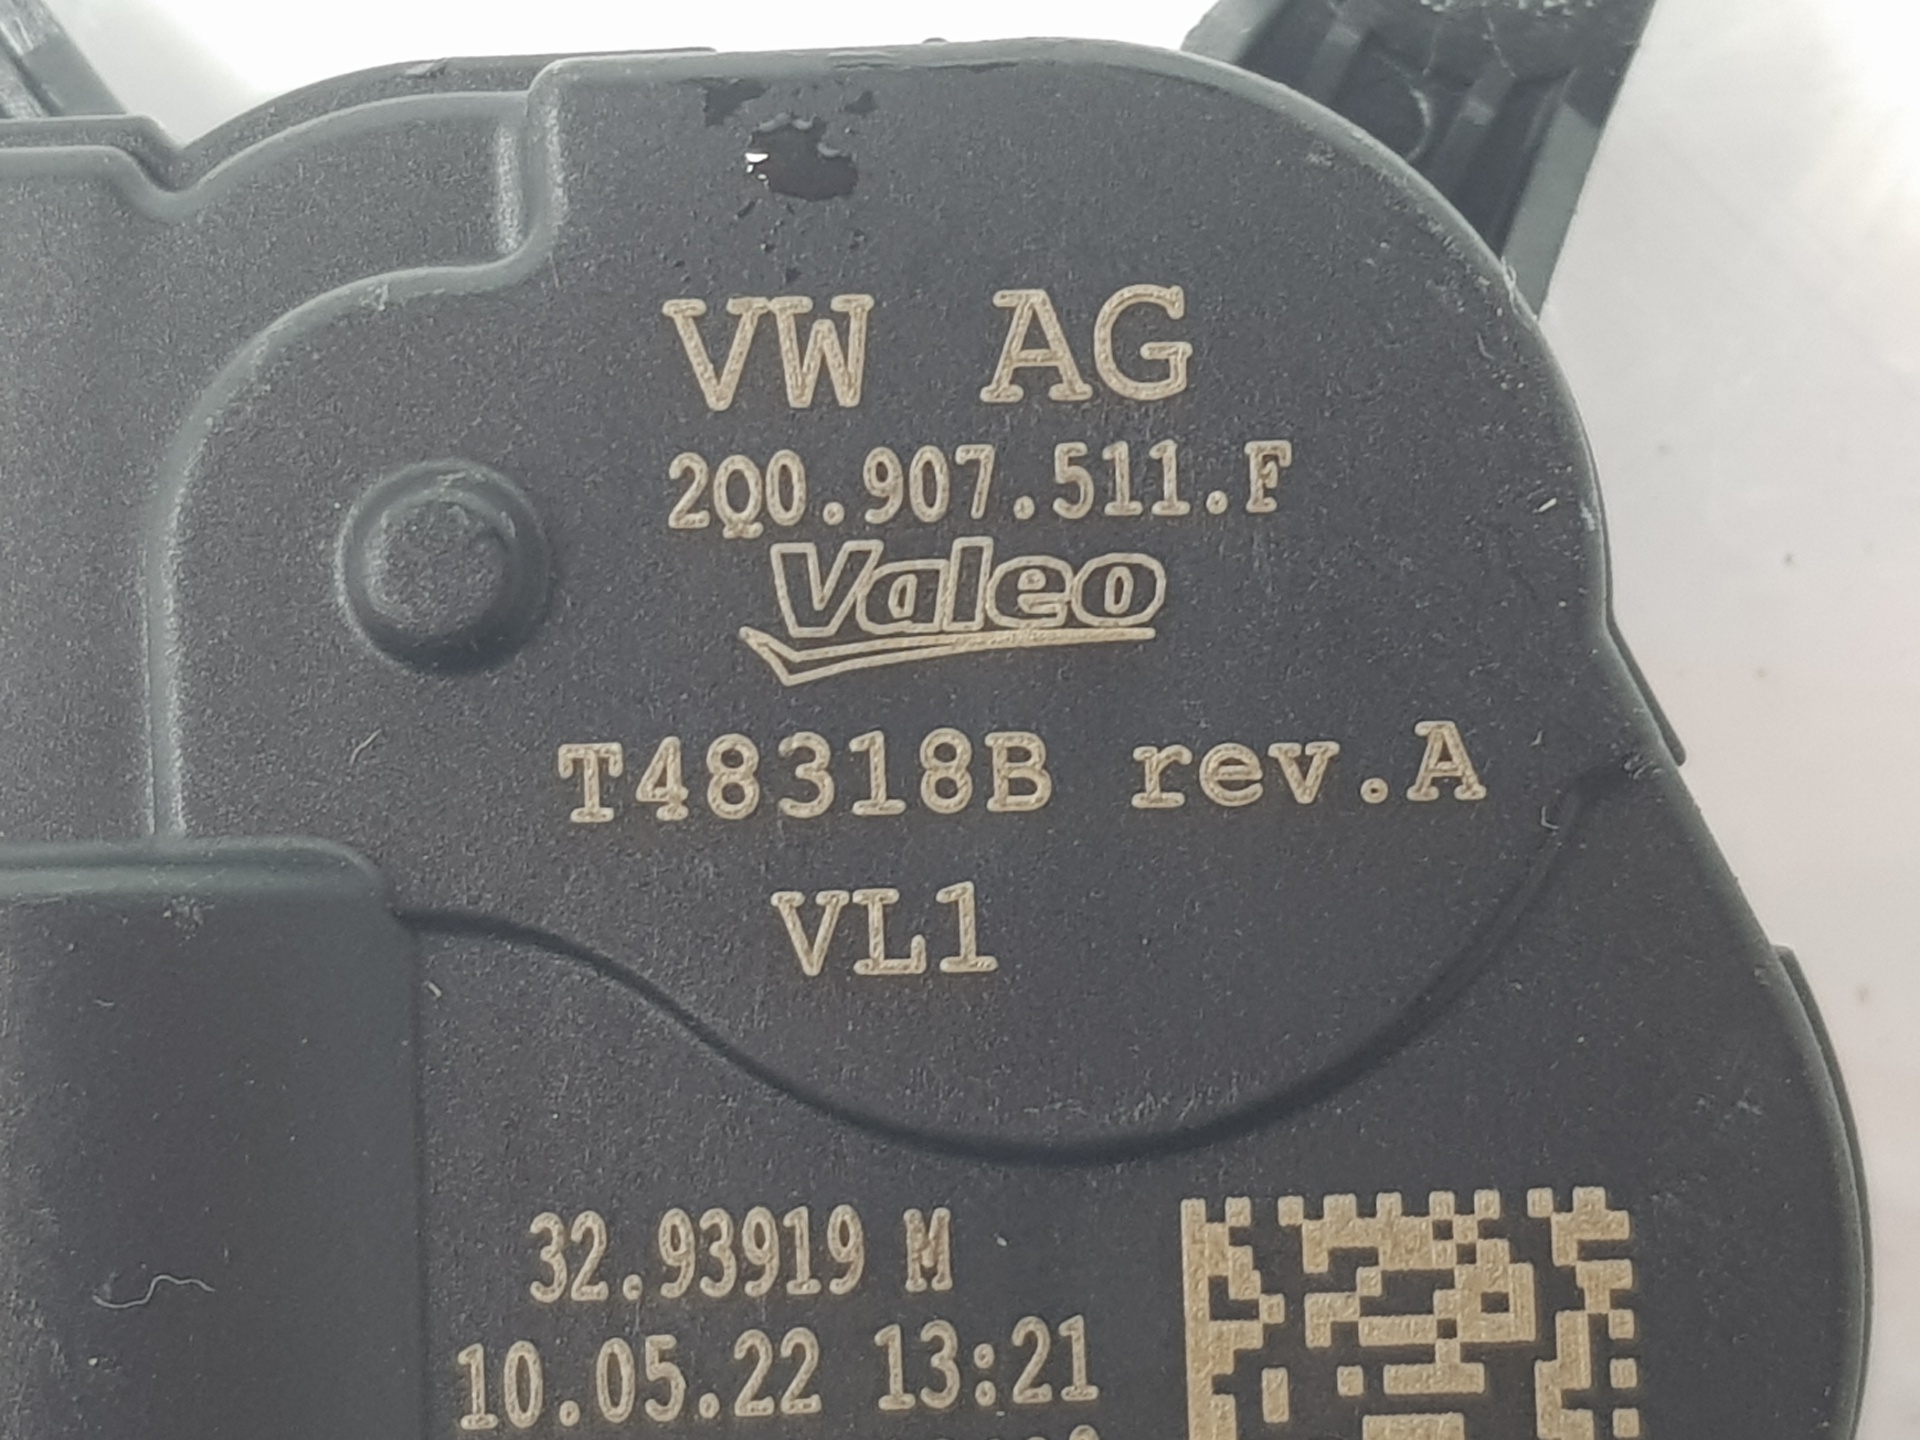 VW AG
2Q0.907.511.F
Valeo
T48318B rev.A
VL1
32.93919 M
10.05.22 13:21